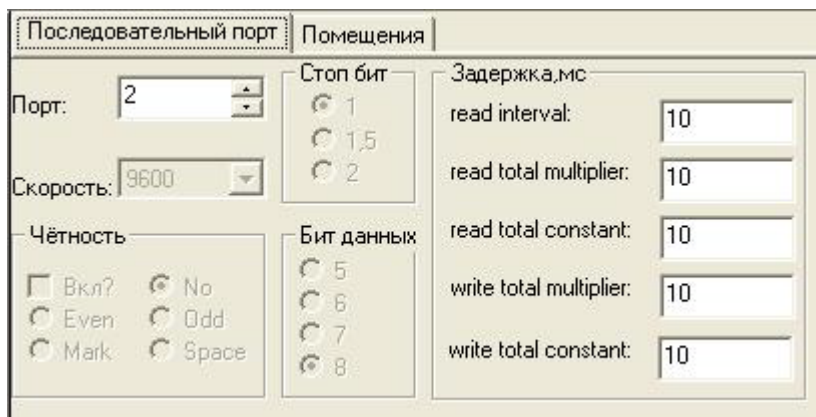 Последовательный порт
Помещения
Порт:
2
Скорость:
9600
Чётность
Вкл?
No
Even
Odd
Mark
Space
Стоп бит
1
1,5
2
Бит данных
5
6
7
8
Задержка,мс
read interval:
10
read total multiplier:
10
read total constant:
10
write total multiplier:
10
write total constant:
10